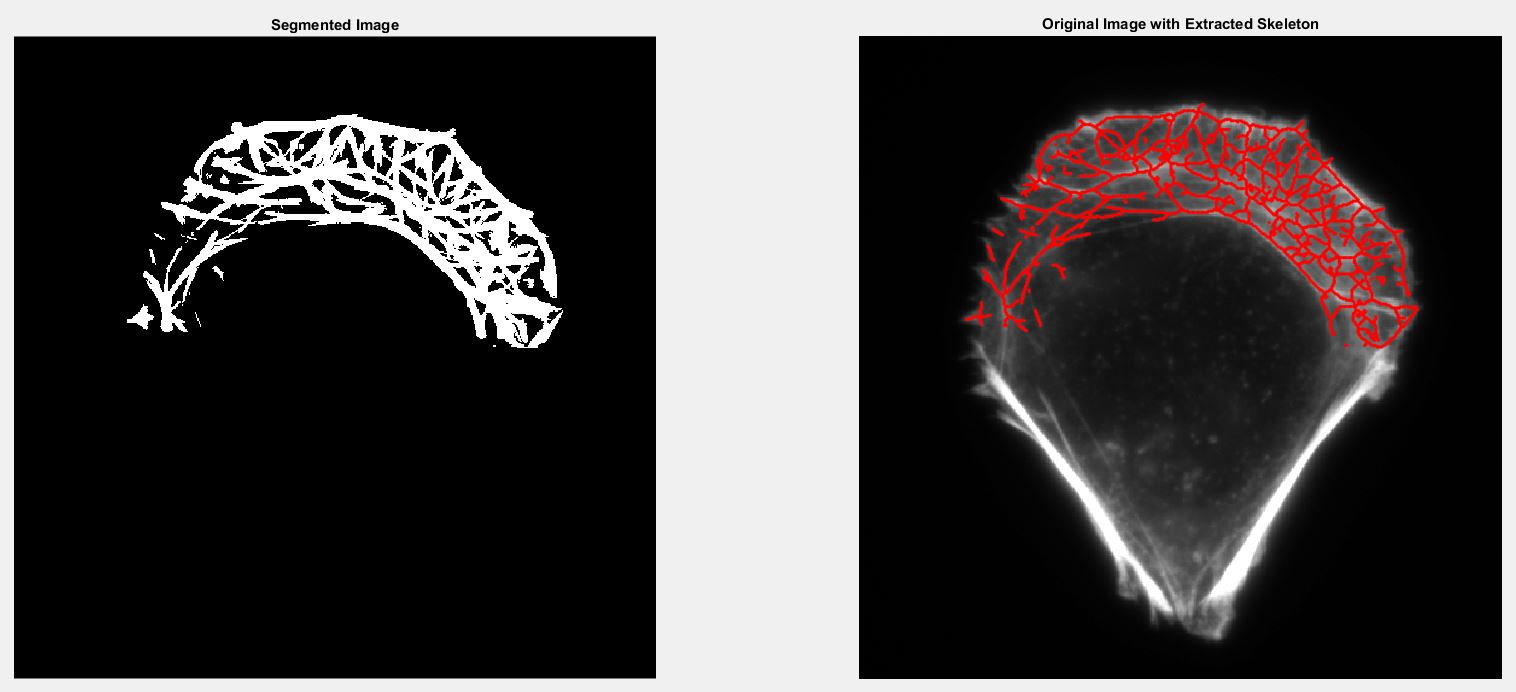 Segmented Image
Original Image with Extracted Skeleton